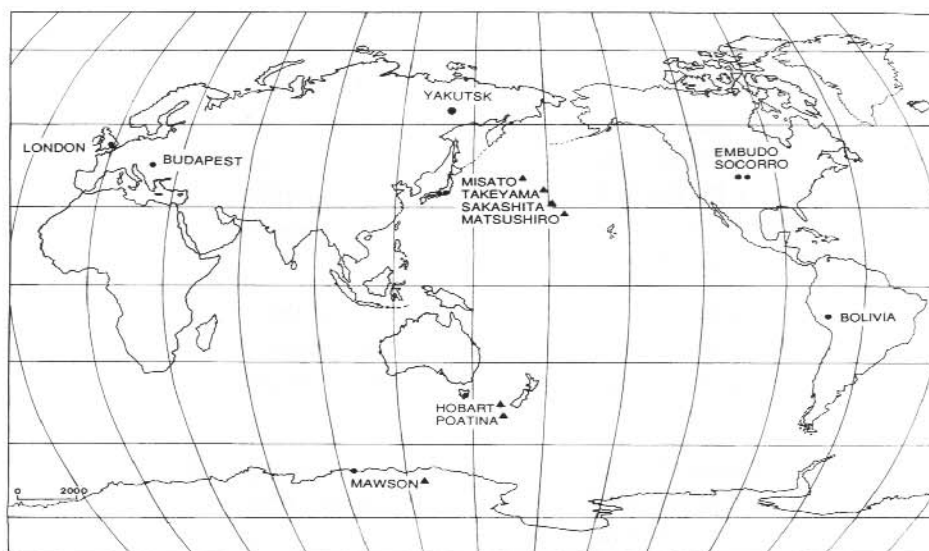 YAKUTSK
LONDON
BUDAPEST
EMBUDO
SOCORRO
MISATO
TAKEYAMA
SAKASHITA
MATSUSHIRO
BOLIVIA
HOBART
POATINA
MAWSON
0 2000